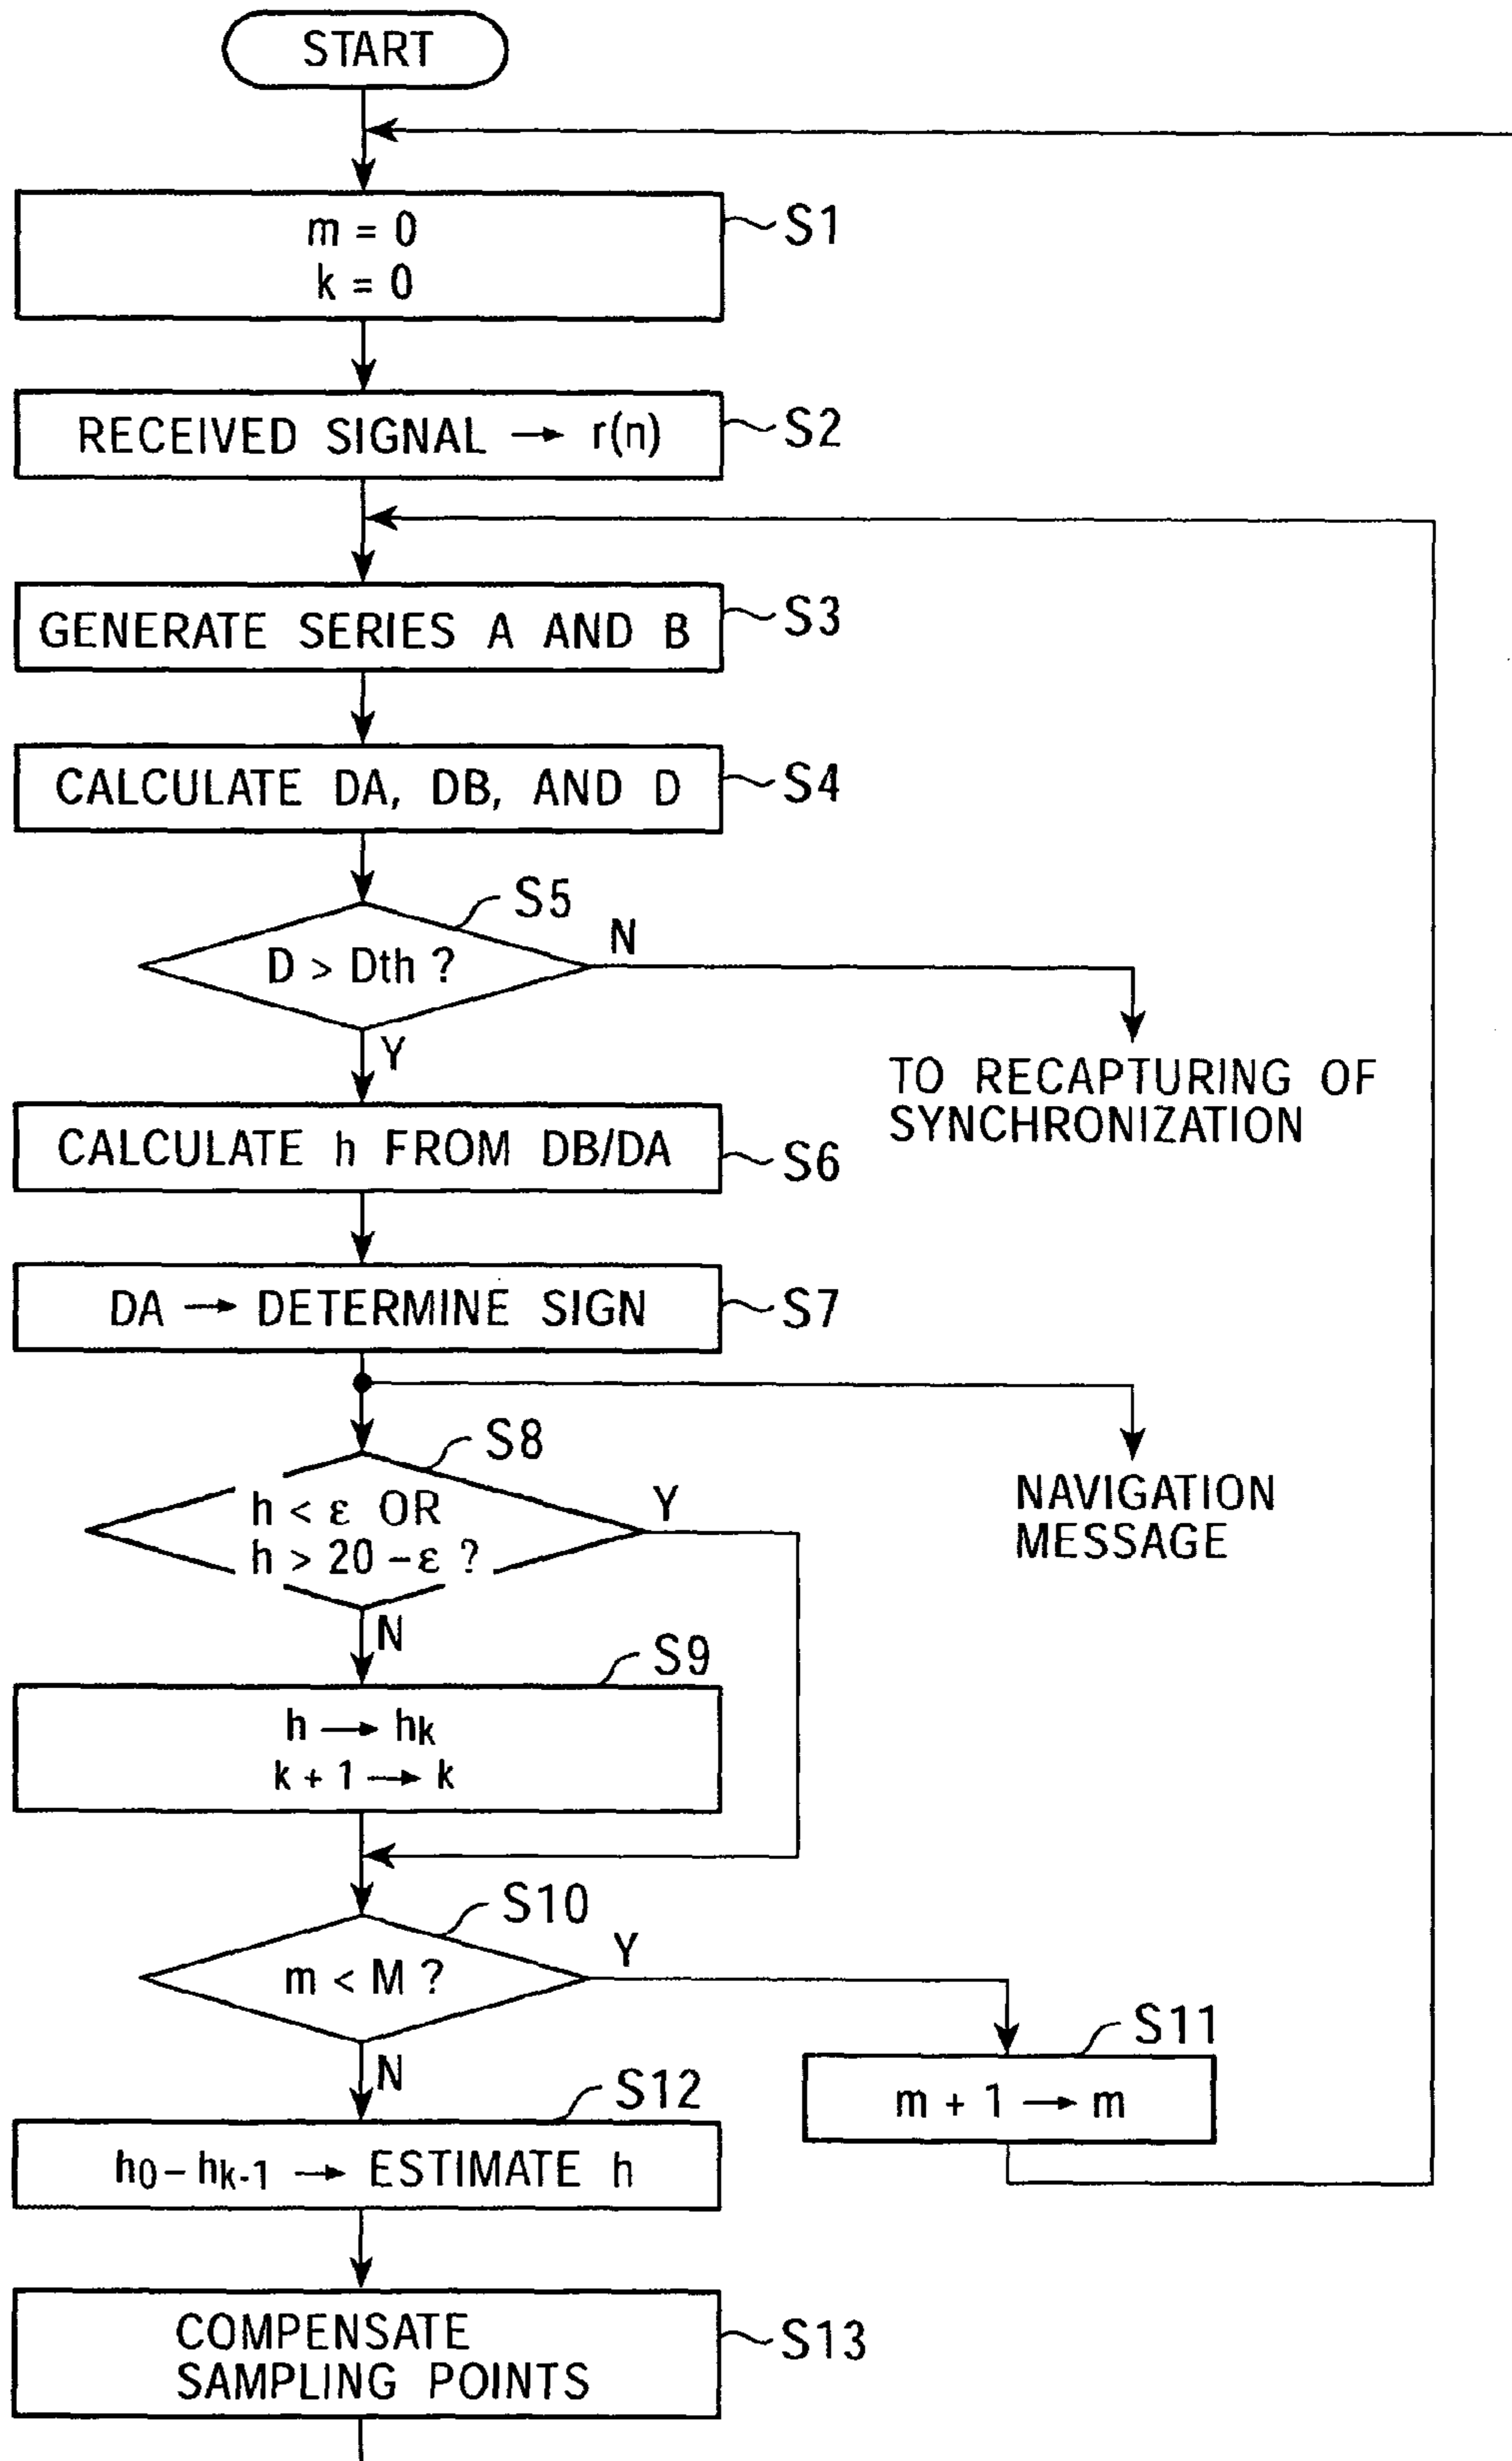 START
m = 0
k = 0
S1
RECEIVED SIGNAL → r(n)
S2
GENERATE SERIES A AND B
S3
CALCULATE DA, DB, AND D
S4
S5
D > Dth ?
N
Y
TO RECAPTURING OF
SYNCHRONIZATION
CALCULATE h FROM DB/DA
S6
DA → DETERMINE SIGN
S7
S8
h < ε OR
h > 20 - ε ?
Y
N
NAVIGATION
MESSAGE
S9
h → hk
k + 1 → k
S10
m < M ?
Y
N
S11
m + 1 → m
S12
h0 - hk-1 → ESTIMATE h
COMPENSATE
SAMPLING POINTS
S13